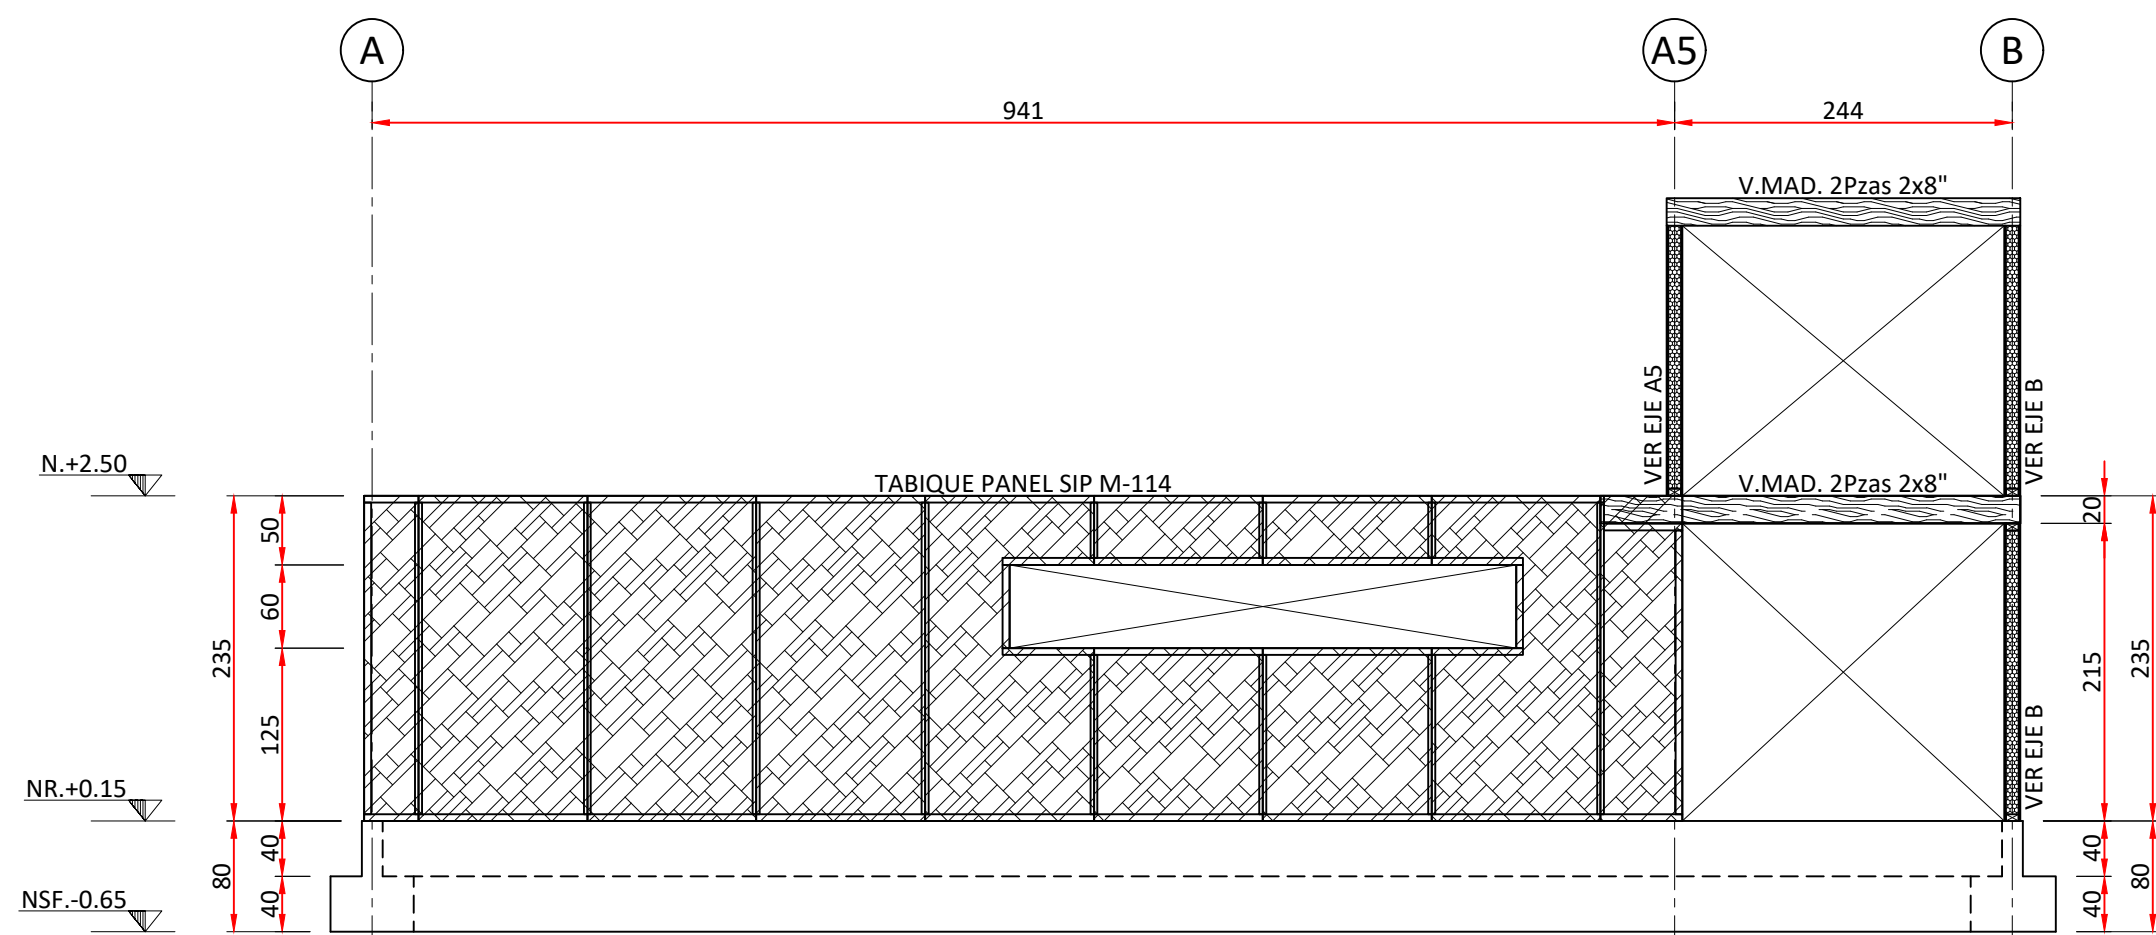 A
A5
B
941
244
V.MAD. 2Pzas 2x8"
VER EJE A5
VER EJE B
N.+2.50
TABIQUE PANEL SIP M-114
V.MAD. 2Pzas 2x8"
50
20
60
235
125
215
235
VER EJE B
NR.+0.15
40
80
40
NSF.-0.65
40
80
40